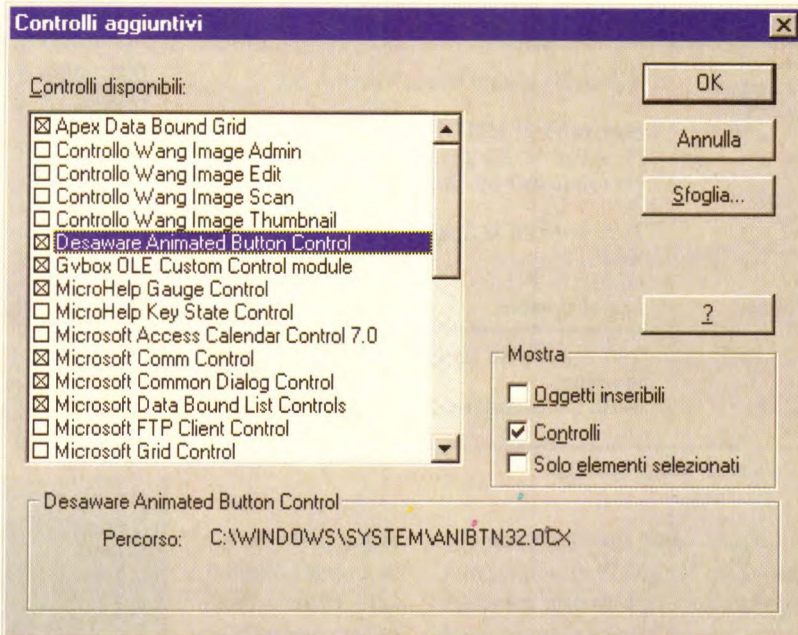 Controlli aggiuntivi
Controlli disponibili:
Apex Data Bound Grid
Controllo Wang Image Admin
Controllo Wang Image Edit
Controllo Wang Image Scan
Controllo Wang Image Thumbnail
Desaware Animated Button Control
Gvbox OLE Custom Control module
MicroHelp Gauge Control
MicroHelp Key State Control
Microsoft Access Calendar Control 7.0
Microsoft Comm Control
Microsoft Common Dialog Control
Microsoft Data Bound List Controls
Microsoft FTP Client Control
Microsoft Grid Control
OK
Annulla
Sfoglia...
?
Mostra
Oggetti inseribili
Controlli
Solo elementi selezionati
Desaware Animated Button Control
Percorso: C:\WINDOWS\SYSTEM\ANIBTN32.OCX